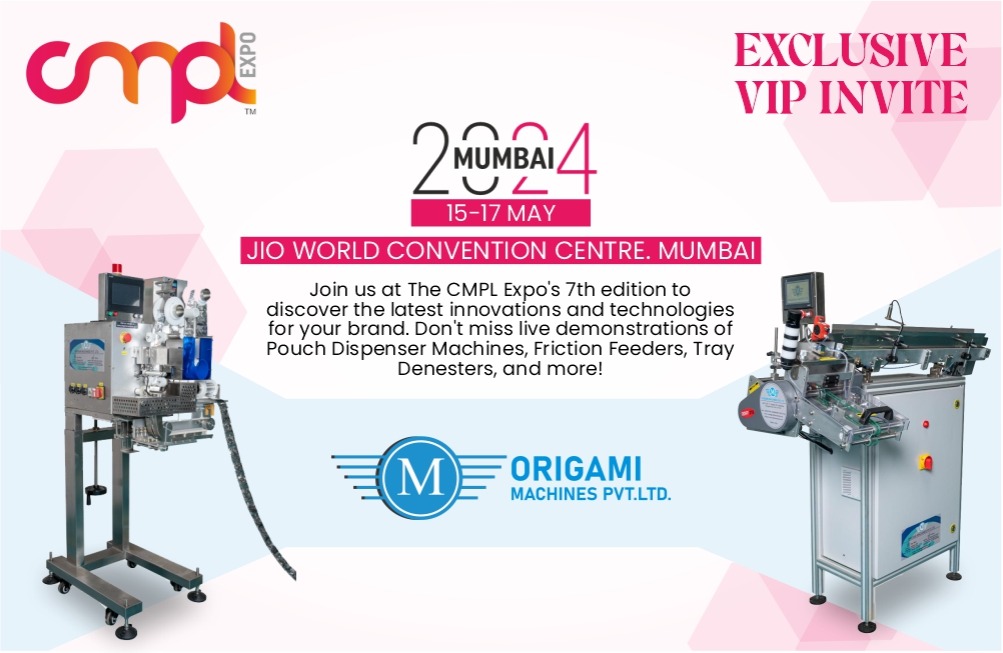 cmpl EXPO
TM
EXCLUSIVE
VIP INVITE
2024
MUMBAI
15-17 MAY
JIO WORLD CONVENTION CENTRE. MUMBAI
Join us at The CMPL Expo's 7th edition to
discover the latest innovations and technologies
for your brand. Don't miss live demonstrations of
Pouch Dispenser Machines, Friction Feeders, Tray
Denesters, and more!
M
ORIGAMI
MACHINES PVT.LTD.